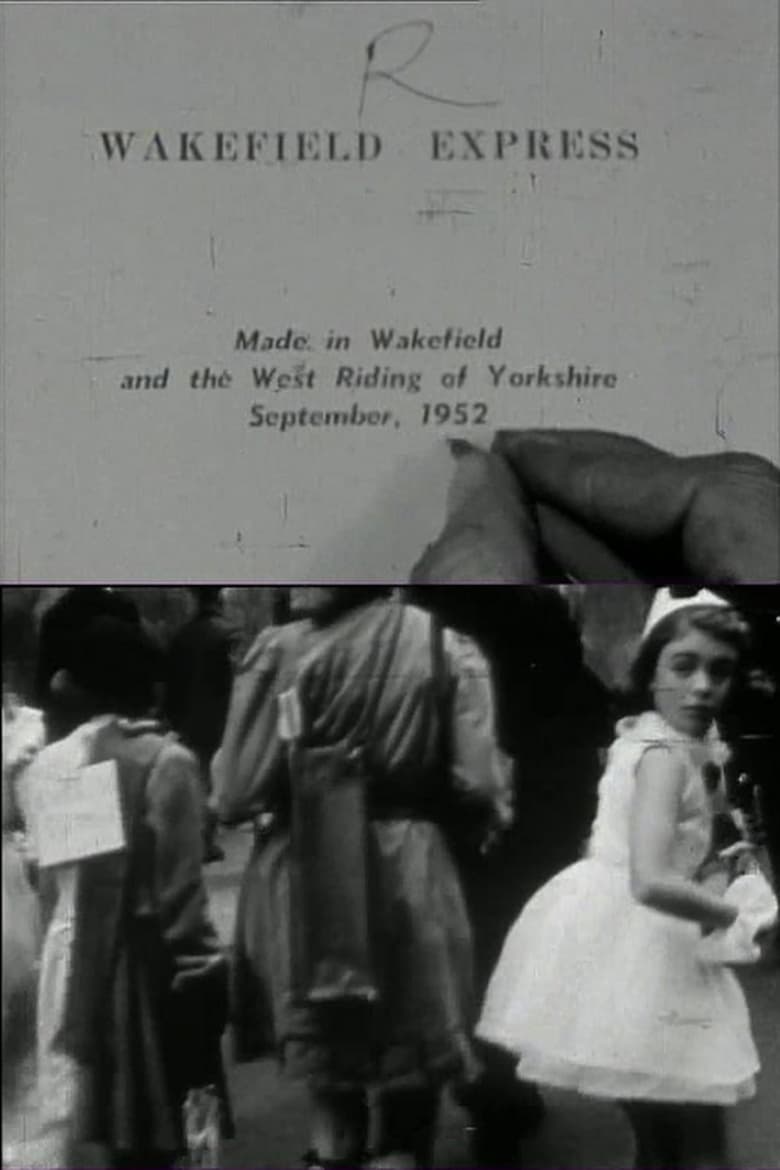 R
WAKEFIELD EXPRESS
Made in Wakefield
and the West Riding of Yorkshire
September, 1952